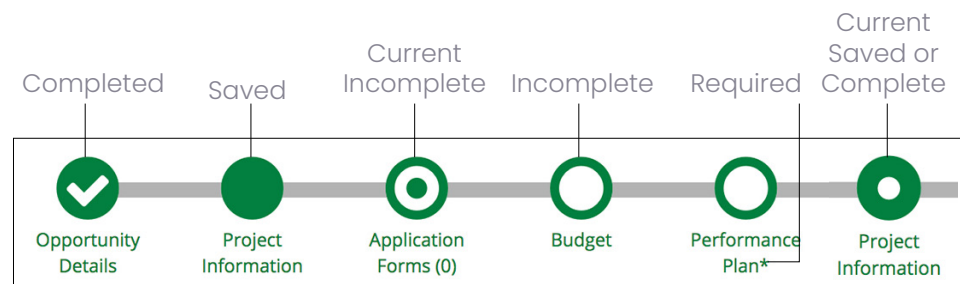 Completed
Saved
Current
Incomplete
Incomplete
Required
Current
Saved or
Complete
Opportunity
Details
Project
Information
Application
Forms (0)
Budget
Performance
Plan*
Project
Information